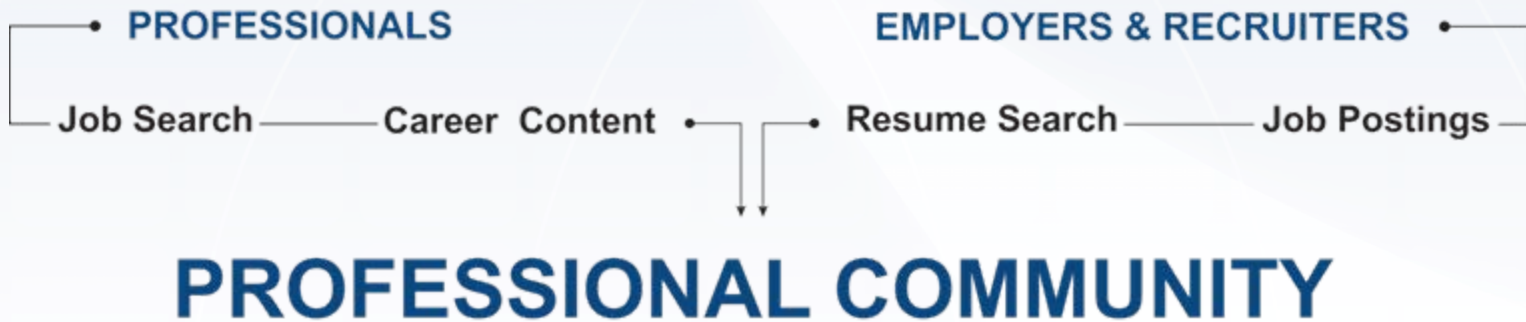 PROFESSIONALS
EMPLOYERS & RECRUITERS
Job Search
Career Content
Resume Search
Job Postings
PROFESSIONAL COMMUNITY